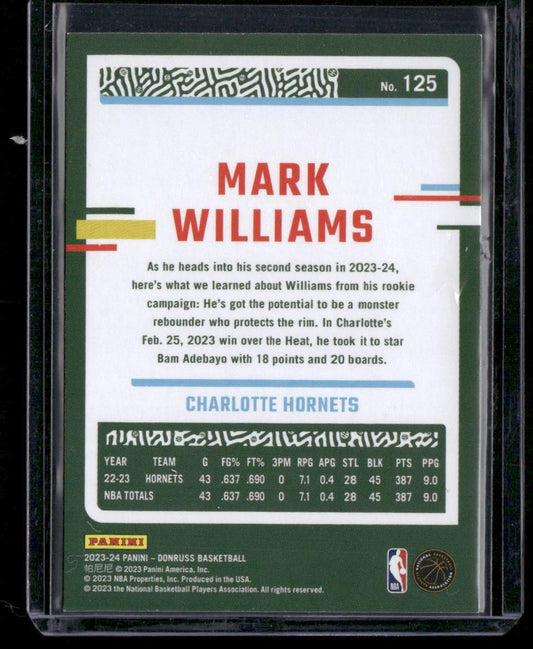 No. 125
MARK
WILLIAMS
As he heads into his second season in 2023-24,
here's what we learned about Williams from his rookie
campaign: He's got the potential to be a monster
rebounder who protects the rim. In Charlotte's
Feb. 25, 2023 win over the Heat, he took it to star
Bam Adebayo with 18 points and 20 boards.
CHARLOTTE HORNETS
YEAR TEAM G FG% FT% 3PM RPG APG STL BLK PTS PPG
22-23 HORNETS 43 .637 .690 0 7.1 0.4 28 45 387 9.0
NBA TOTALS 43 .637 .690 0 7.1 0.4 28 45 387 9.0
PANINI
2023-24 PANINI – DONRUSS BASKETBALL
帕尼尼 © 2023 Panini America, Inc.
© 2023 NBA Properties, Inc. Produced in the USA.
© 2023 the National Basketball Players Association. All rights reserved.
NBA
NATIONAL BASKETBALL
PLAYERS ASSOCIATION